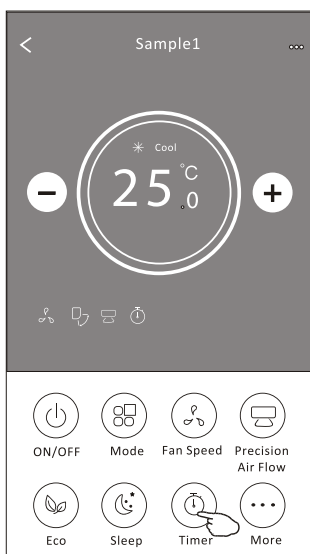 Sample1
Cool
25.0 °C
ON/OFF Mode Fan Speed Precision Air Flow
Eco Sleep Timer More